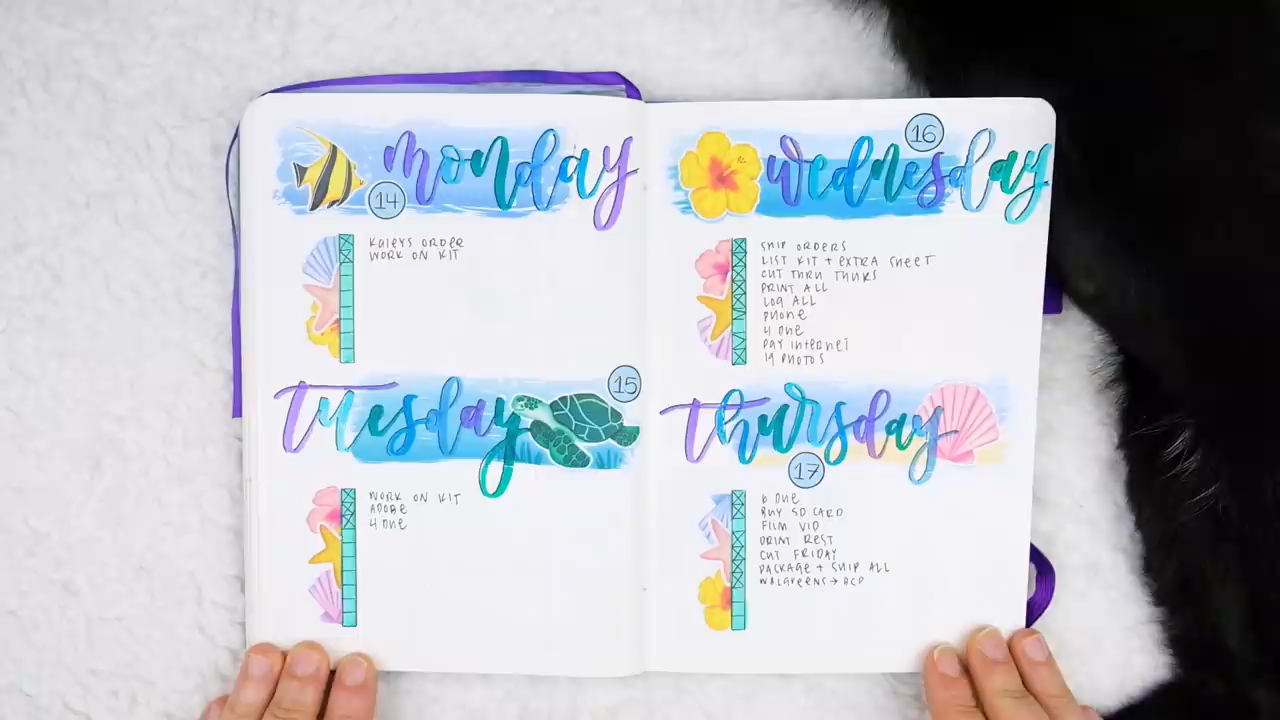 monday
14
KALEYS ORDER
WORK ON KIT
tuesday
15
WORK ON KIT
ADOBE
4 ONE
wednesday
16
SHIP ORDERS
LIST KIT + EXTRA SHEET
CUT THRU THURS
PRINT ALL
LOG ALL
PHONE
4 ONE
PAY INTERNET
19 PHOTOS
thursday
17
6 ONE
BUY SD CARD
FILM VID
PRINT REST
CUT FRIDAY
PACKAGE + SHIP ALL
WALGREENS →